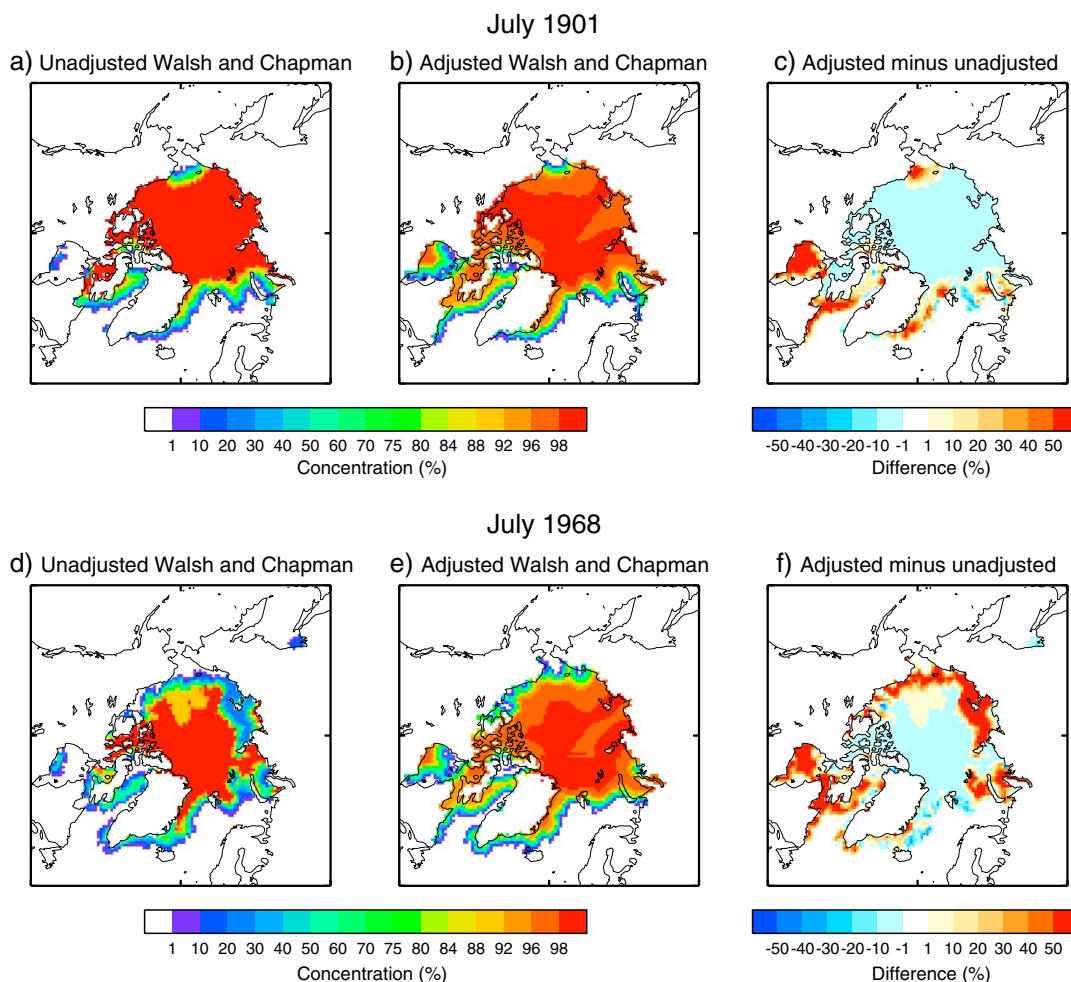 July 1901
a) Unadjusted Walsh and Chapman
b) Adjusted Walsh and Chapman
c) Adjusted minus unadjusted
1 10 20 30 40 50 60 70 75 80 84 88 92 96 98
Concentration (%)
-50 -40 -30 -20 -10 -1 1 10 20 30 40 50
Difference (%)
July 1968
d) Unadjusted Walsh and Chapman
e) Adjusted Walsh and Chapman
f) Adjusted minus unadjusted
1 10 20 30 40 50 60 70 75 80 84 88 92 96 98
Concentration (%)
-50 -40 -30 -20 -10 -1 1 10 20 30 40 50
Difference (%)